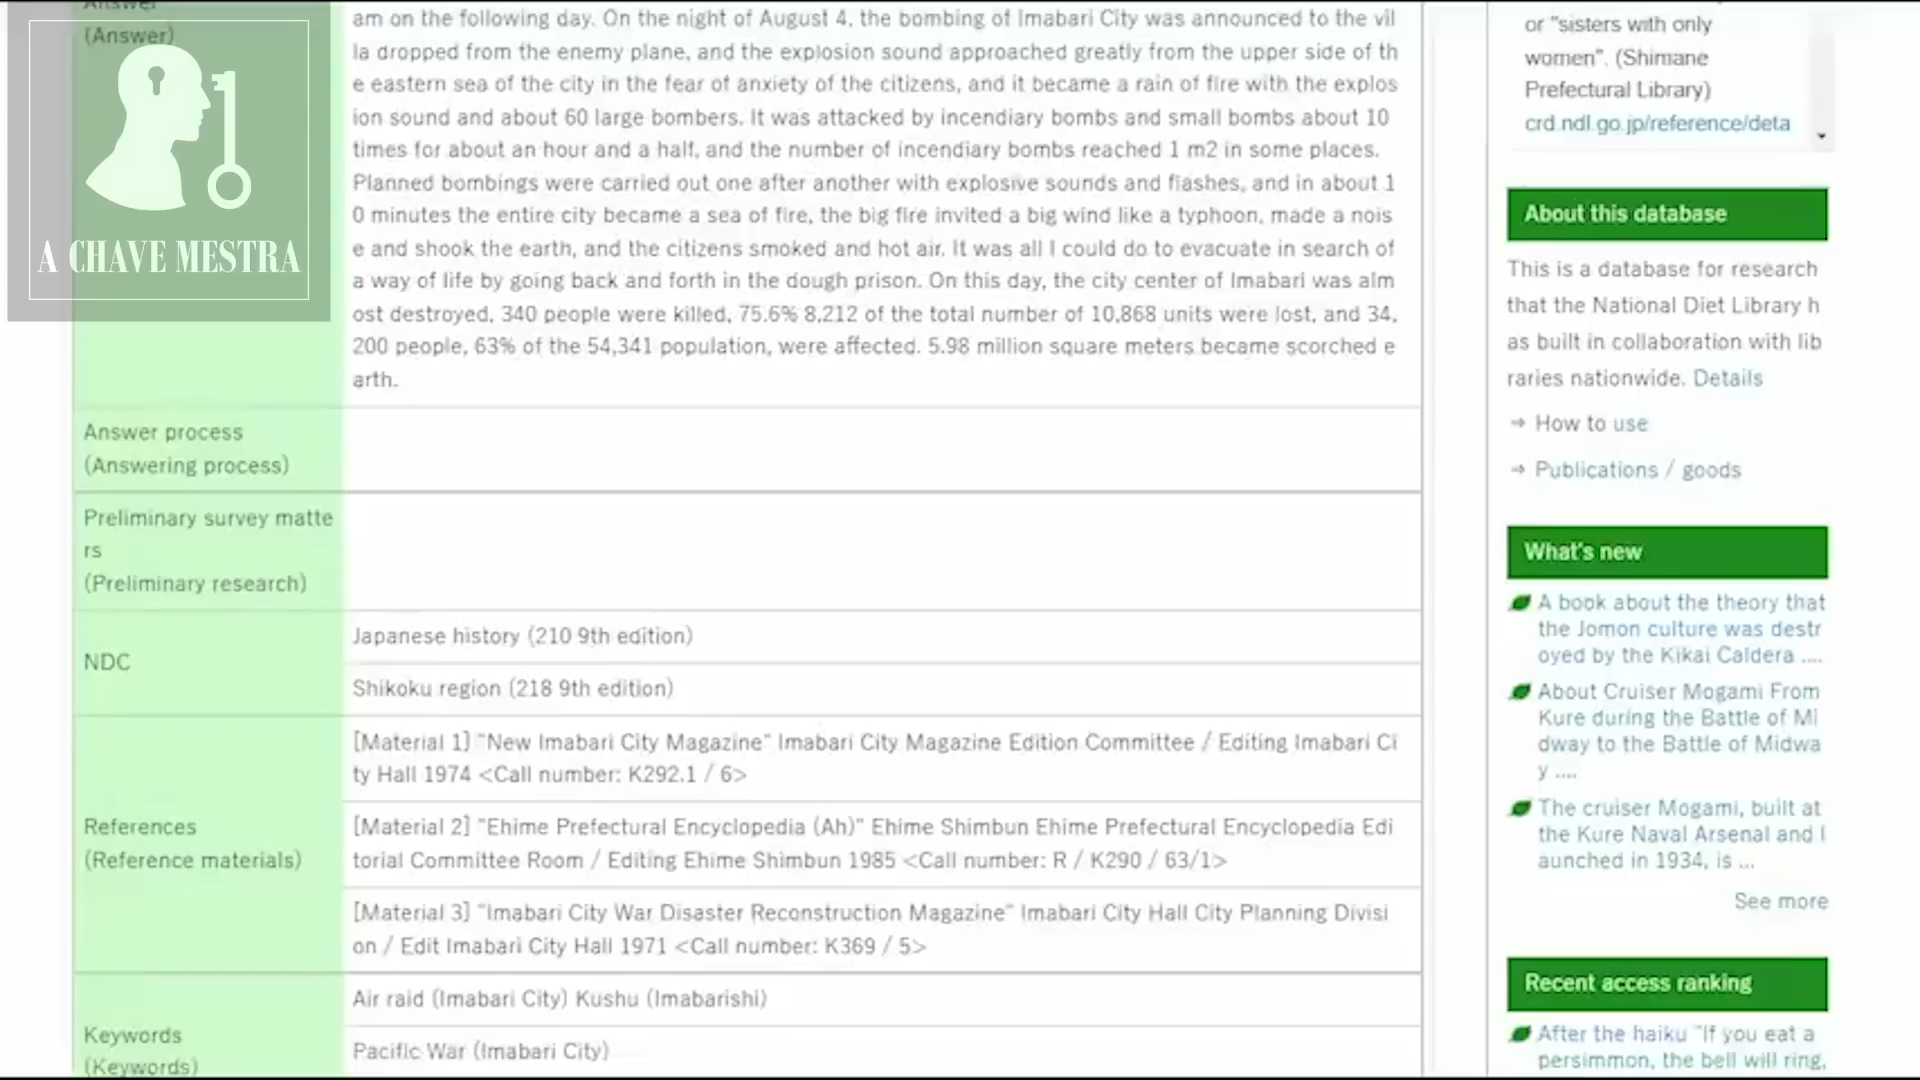 Answer
(Answer)
A CHAVE MESTRA
am on the following day. On the night of August 4, the bombing of Imabari City was announced to the vil
la dropped from the enemy plane, and the explosion sound approached greatly from the upper side of th
e eastern sea of the city in the fear of anxiety of the citizens, and it became a rain of fire with the explos
ion sound and about 60 large bombers. It was attacked by incendiary bombs and small bombs about 10
times for about an hour and a half, and the number of incendiary bombs reached 1 m2 in some places.
Planned bombings were carried out one after another with explosive sounds and flashes, and in about 1
0 minutes the entire city became a sea of fire, the big fire invited a big wind like a typhoon, made a nois
e and shook the earth, and the citizens smoked and hot air. It was all I could do to evacuate in search of
a way of life by going back and forth in the dough prison. On this day, the city center of Imabari was alm
ost destroyed, 340 people were killed, 75.6% 8,212 of the total number of 10,868 units were lost, and 34,
200 people, 63% of the 54,341 population, were affected. 5.98 million square meters became scorched e
arth.
Answer process
(Answering process)
Preliminary survey matte
rs
(Preliminary research)
NDC
Japanese history (210 9th edition)
Shikoku region (218 9th edition)
References
(Reference materials)
[Material 1] "New Imabari City Magazine" Imabari City Magazine Edition Committee / Editing Imabari Ci
ty Hall 1974 <Call number: K292.1 / 6>
[Material 2] "Ehime Prefectural Encyclopedia (Ah)" Ehime Shimbun Ehime Prefectural Encyclopedia Edi
torial Committee Room / Editing Ehime Shimbun 1985 <Call number: R / K290 / 63/1>
[Material 3] "Imabari City War Disaster Reconstruction Magazine" Imabari City Hall City Planning Divisi
on / Edit Imabari City Hall 1971 <Call number: K369 / 5>
Keywords
(Keywords)
Air raid (Imabari City) Kushu (Imabarishi)
Pacific War (Imabari City)
or "sisters with only
women". (Shimane
Prefectural Library)
crd.ndl.go.jp/reference/deta
About this database
This is a database for research
that the National Diet Library h
as built in collaboration with lib
raries nationwide. Details
⇒ How to use
⇒ Publications / goods
What's new
A book about the theory that
the Jomon culture was destr
oyed by the Kikai Caldera ....
About Cruiser Mogami From
Kure during the Battle of Mi
dway to the Battle of Midwa
y ....
The cruiser Mogami, built at
the Kure Naval Arsenal and l
aunched in 1934, is ...
See more
Recent access ranking
After the haiku "If you eat a
persimmon, the bell will ring,